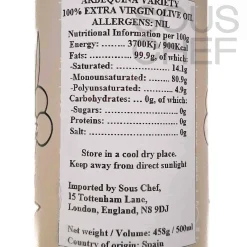 ARBEQUINA VARIETY
100% EXTRA VIRGIN OLIVE OIL
ALLERGENS: NIL
Nutritional Information per 100g
Energy: 3700Kj / 900Kcal
Fats: 99.9g, of which:
-Saturated: 14.1g
-Monounsaturated: 80.9g
-Polyunsaturated: 4.9g
Carbohydrates: 0g, of which:
-Sugars: 0g
Proteins: 0g
Salt: 0g
Store in a cool dry place.
Keep away from direct sunlight
Imported by Sous Chef,
15 Tottenham Lane,
London, England, N8 9DJ
Net weight / Volume: 458g / 500ml
Country of origin: Spain
SOUS
CHEF